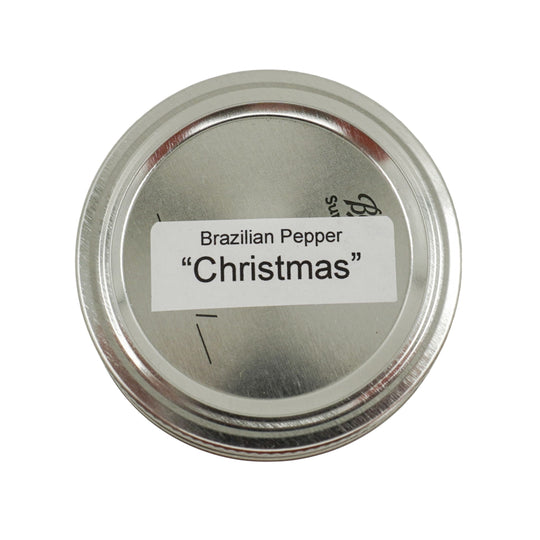 Brazilian Pepper
“Christmas”